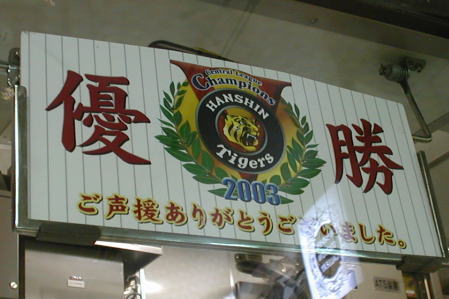 優勝
Central League
Champions
HANSHIN
Tigers
2003
ご声援ありがとうございました。